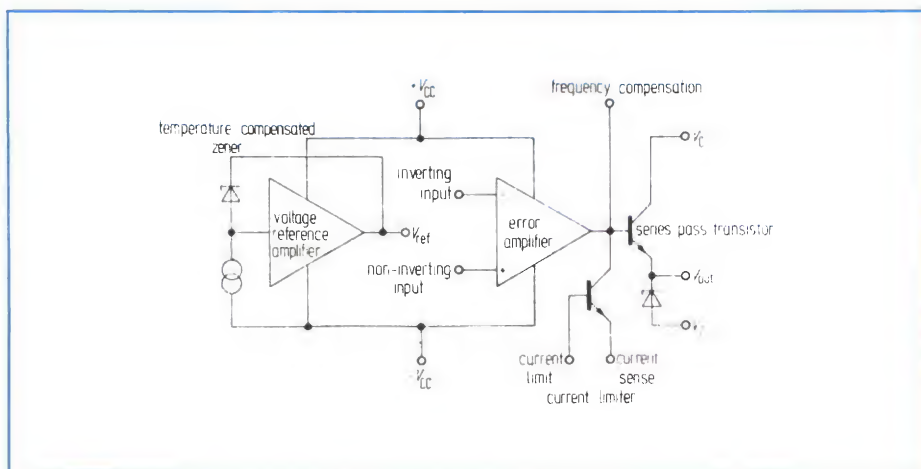 +VCC
frequency compensation
temperature compensated
zener
VC
inverting
input
-
voltage
reference
amplifier
error
amplifier
series pass transistor
Vref
non-inverting
input
+
Vout
VZ
-VCC
current
limit
current
sense
current limiter